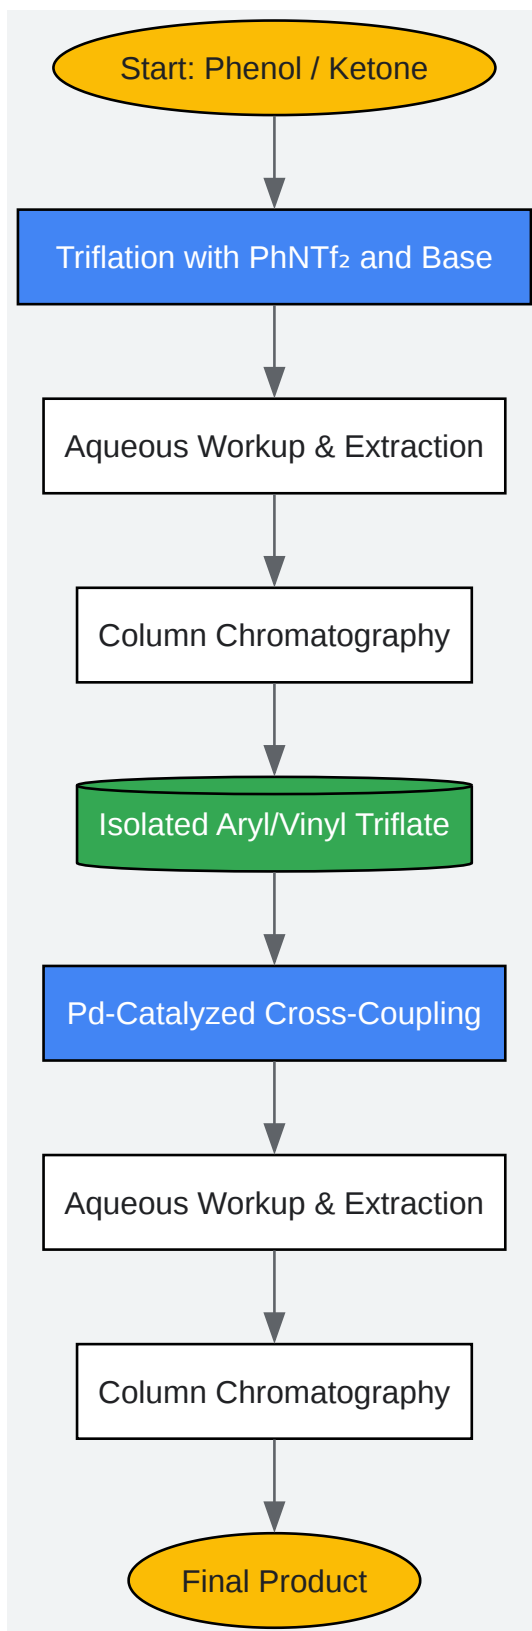 Start: Phenol / Ketone
Triflation with PhNTf₂ and Base
Aqueous Workup & Extraction
Column Chromatography
Isolated Aryl/Vinyl Triflate
Pd-Catalyzed Cross-Coupling
Aqueous Workup & Extraction
Column Chromatography
Final Product